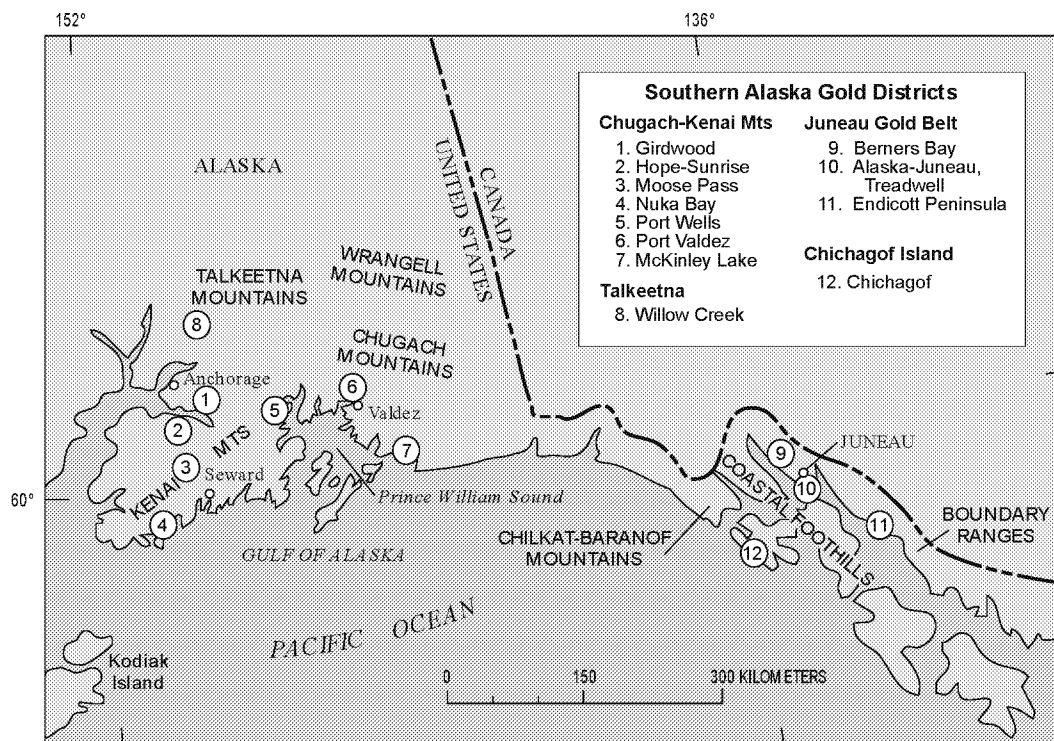 152°
136°
Southern Alaska Gold Districts
Chugach-Kenai Mts
1. Girdwood
2. Hope-Sunrise
3. Moose Pass
4. Nuka Bay
5. Port Wells
6. Port Valdez
7. McKinley Lake
Talkeetna
8. Willow Creek
Juneau Gold Belt
9. Berners Bay
10. Alaska-Juneau,
Treadwell
11. Endicott Peninsula
Chichagof Island
12. Chichagof
ALASKA
CANADA
UNITED STATES
WRANGELL
MOUNTAINS
TALKEETNA
MOUNTAINS
8
CHUGACH
MOUNTAINS
Anchorage
1
5
6
Valdez
2
MTS
7
3
Seward
KENAI
4
60°
Prince William Sound
GULF OF ALASKA
9
JUNEAU
10
COASTAL FOOTHILLS
11
BOUNDARY
RANGES
CHILKAT-BARANOF
MOUNTAINS
12
PACIFIC OCEAN
Kodiak
Island
0
150
300 KILOMETERS